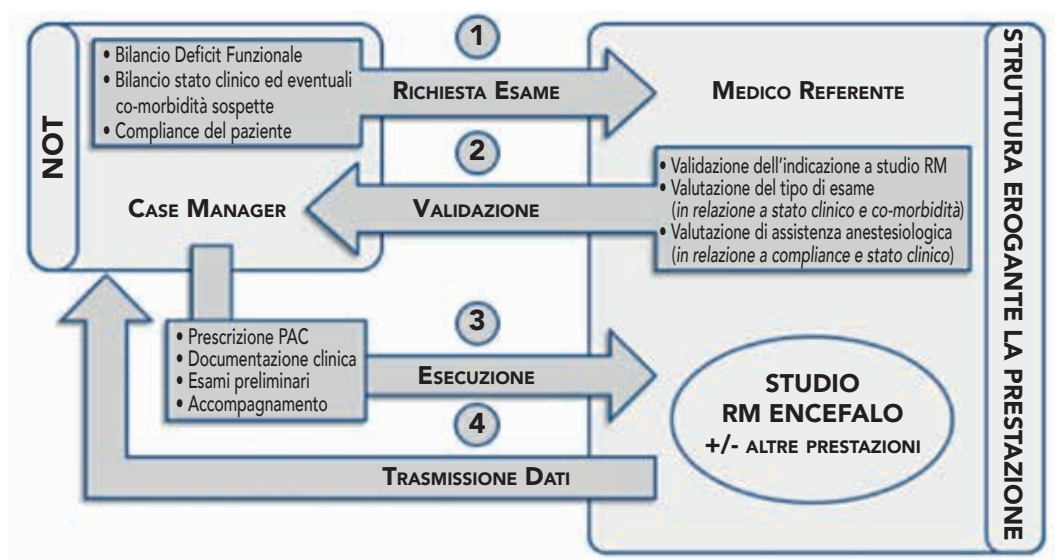 NOT
• Bilancio Deficit Funzionale
• Bilancio stato clinico ed eventuali
co-morbidità sospette
• Compliance del paziente
CASE MANAGER
1
RICHIESTA ESAME
MEDICO REFERENTE
2
VALIDAZIONE
• Validazione dell'indicazione a studio RM
• Valutazione del tipo di esame
(in relazione a stato clinico e co-morbidità)
• Valutazione di assistenza anestesiologica
(in relazione a compliance e stato clinico)
• Prescrizione PAC
• Documentazione clinica
• Esami preliminari
• Accompagnamento
3
ESECUZIONE
STUDIO
RM ENCEFALO
+/- ALTRE PRESTAZIONI
4
TRASMISSIONE DATI
STRUTTURA EROGANTE LA PRESTAZIONE